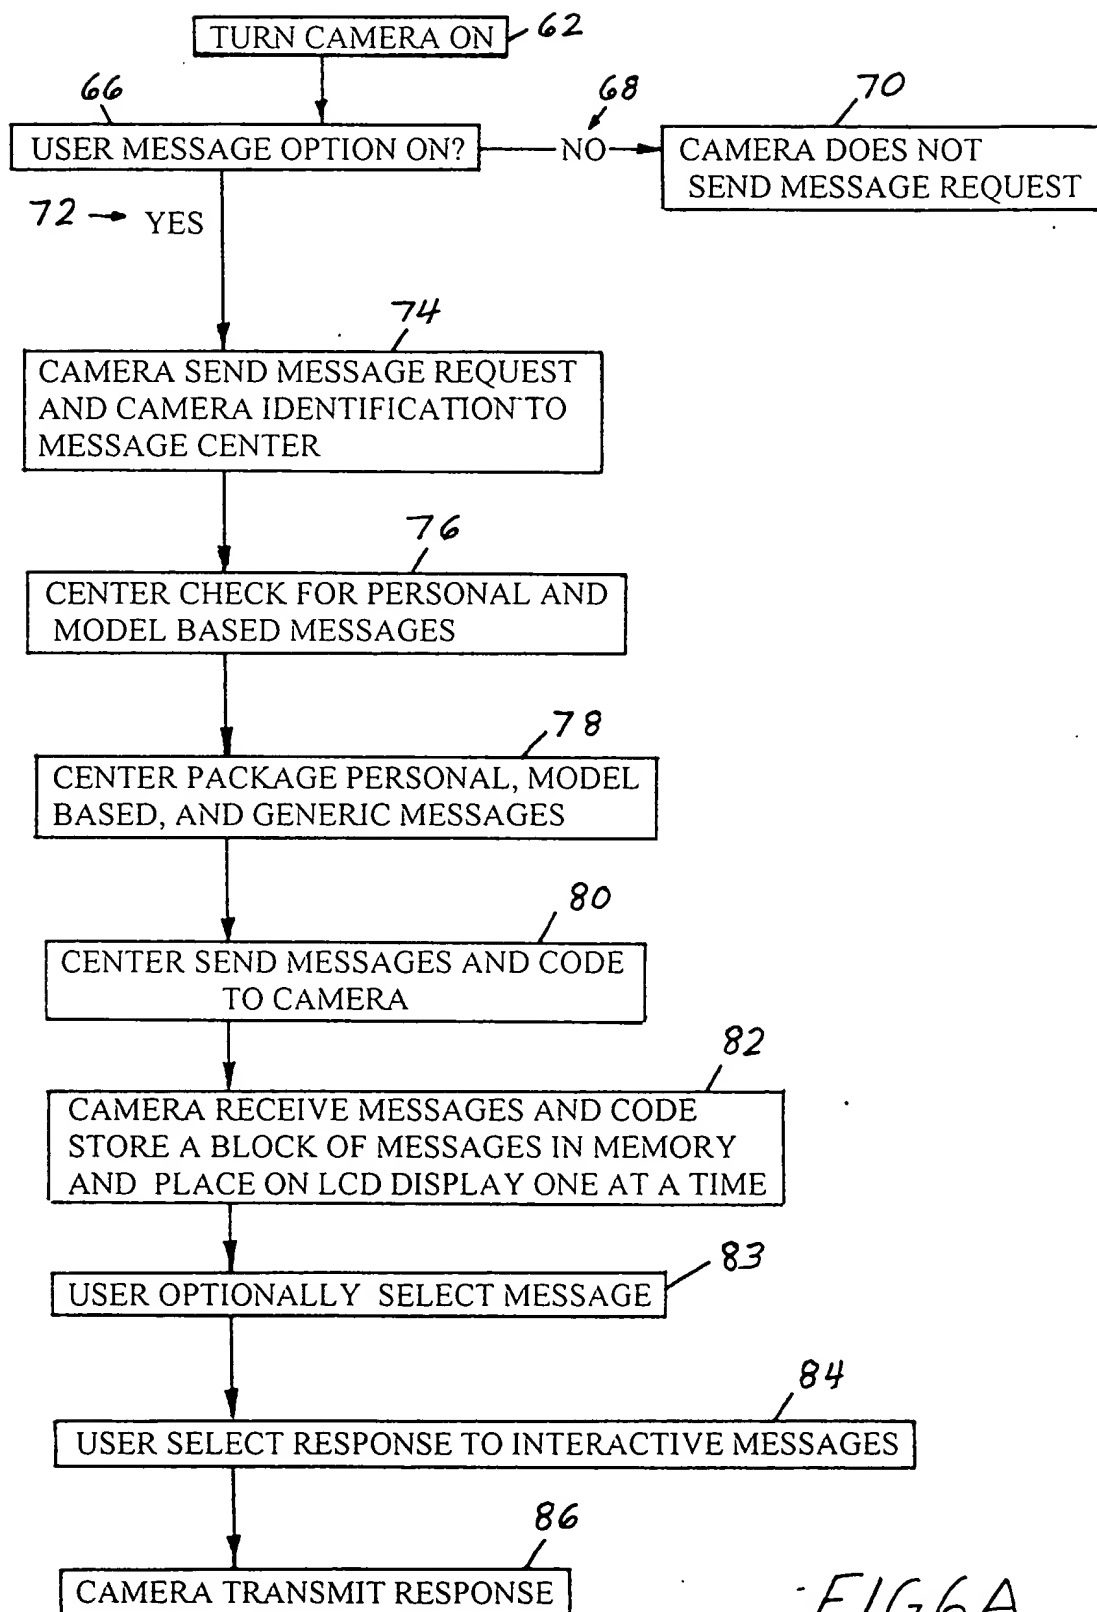 TURN CAMERA ON
62
66
68
70
USER MESSAGE OPTION ON?
NO
CAMERA DOES NOT
SEND MESSAGE REQUEST
72
YES
74
CAMERA SEND MESSAGE REQUEST
AND CAMERA IDENTIFICATION TO
MESSAGE CENTER
76
CENTER CHECK FOR PERSONAL AND
MODEL BASED MESSAGES
78
CENTER PACKAGE PERSONAL, MODEL
BASED, AND GENERIC MESSAGES
80
CENTER SEND MESSAGES AND CODE
TO CAMERA
82
CAMERA RECEIVE MESSAGES AND CODE
STORE A BLOCK OF MESSAGES IN MEMORY
AND PLACE ON LCD DISPLAY ONE AT A TIME
83
USER OPTIONALLY SELECT MESSAGE
84
USER SELECT RESPONSE TO INTERACTIVE MESSAGES
86
CAMERA TRANSMIT RESPONSE
FIG6A